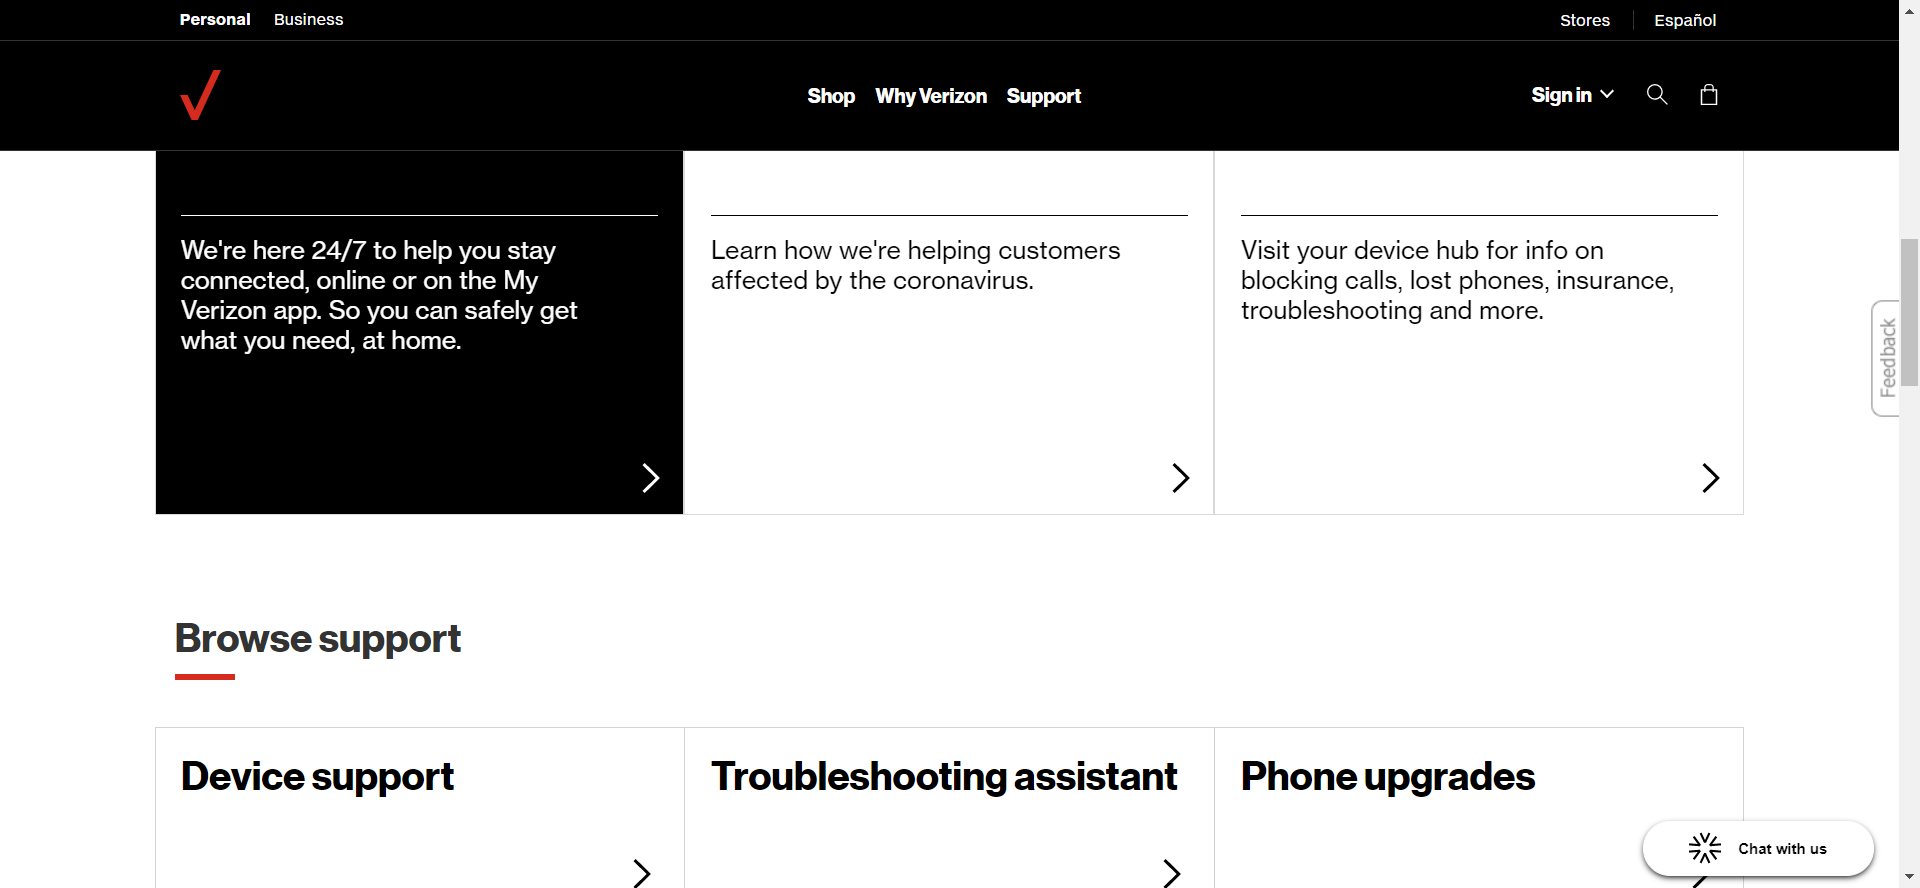 Personal Business
Stores Español
Shop Why Verizon Support
Sign in
We're here 24/7 to help you stay
connected, online or on the My
Verizon app. So you can safely get
what you need, at home.
Learn how we're helping customers
affected by the coronavirus.
Visit your device hub for info on
blocking calls, lost phones, insurance,
troubleshooting and more.
Feedback
Browse support
Device support
Troubleshooting assistant
Phone upgrades
Chat with us